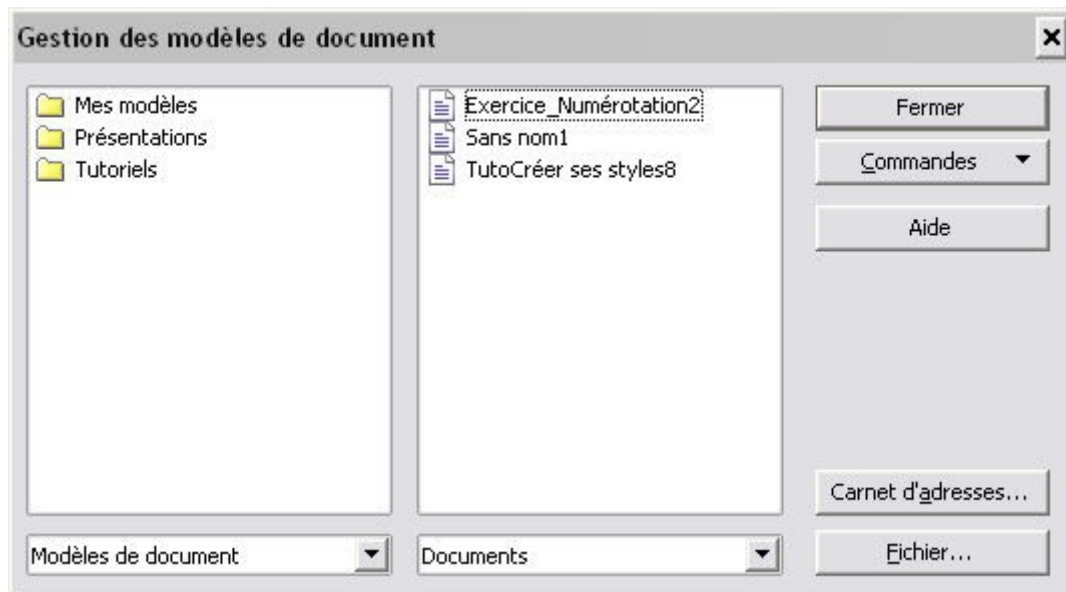 Gestion des modèles de document
Mes modèles
Présentations
Tutoriels
Exercice_Numérotation2
Sans nom1
TutoCréer ses styles8
Fermer
Commandes
Aide
Carnet d'adresses...
Modèles de document
Documents
Fichier...